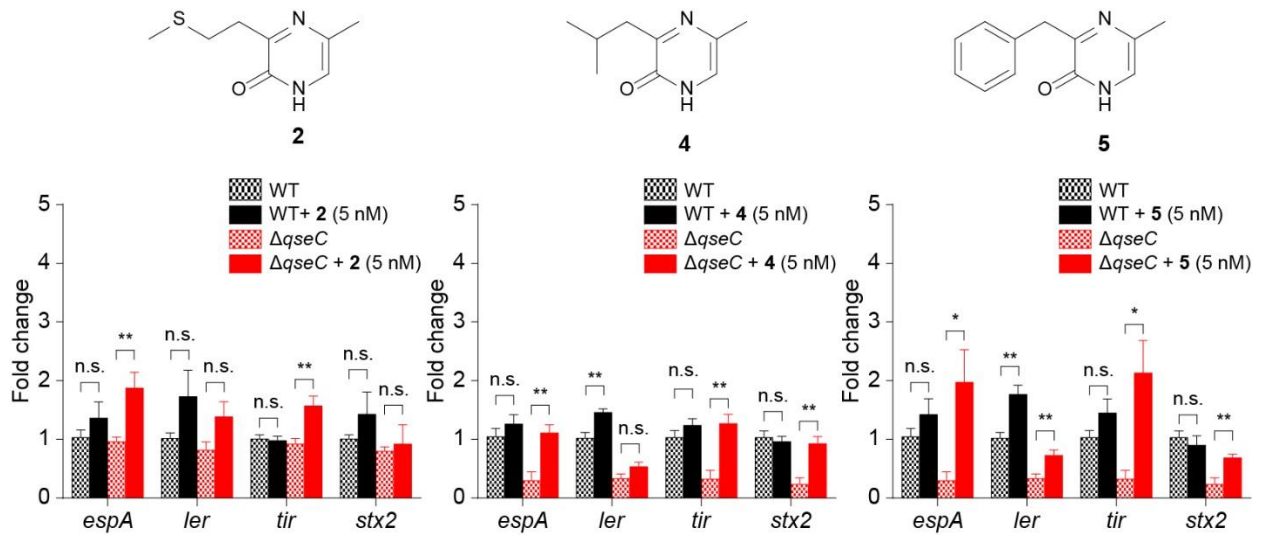 S
N
O
N
H
2
N
O
N
H
4
N
O
N
H
5
WT
WT+ 2 (5 nM)
ΔqseC
ΔqseC + 2 (5 nM)
Fold change
5
4
3
2
1
0
n.s.
**
n.s.
n.s.
n.s.
**
n.s.
n.s.
espA
ler
tir
stx2
WT
WT + 4 (5 nM)
ΔqseC
ΔqseC + 4 (5 nM)
Fold change
5
4
3
2
1
0
n.s.
**
**
n.s.
n.s.
**
n.s.
**
espA
ler
tir
stx2
WT
WT + 5 (5 nM)
ΔqseC
ΔqseC + 5 (5 nM)
Fold change
5
4
3
2
1
0
n.s.
*
**
**
n.s.
*
n.s.
**
espA
ler
tir
stx2